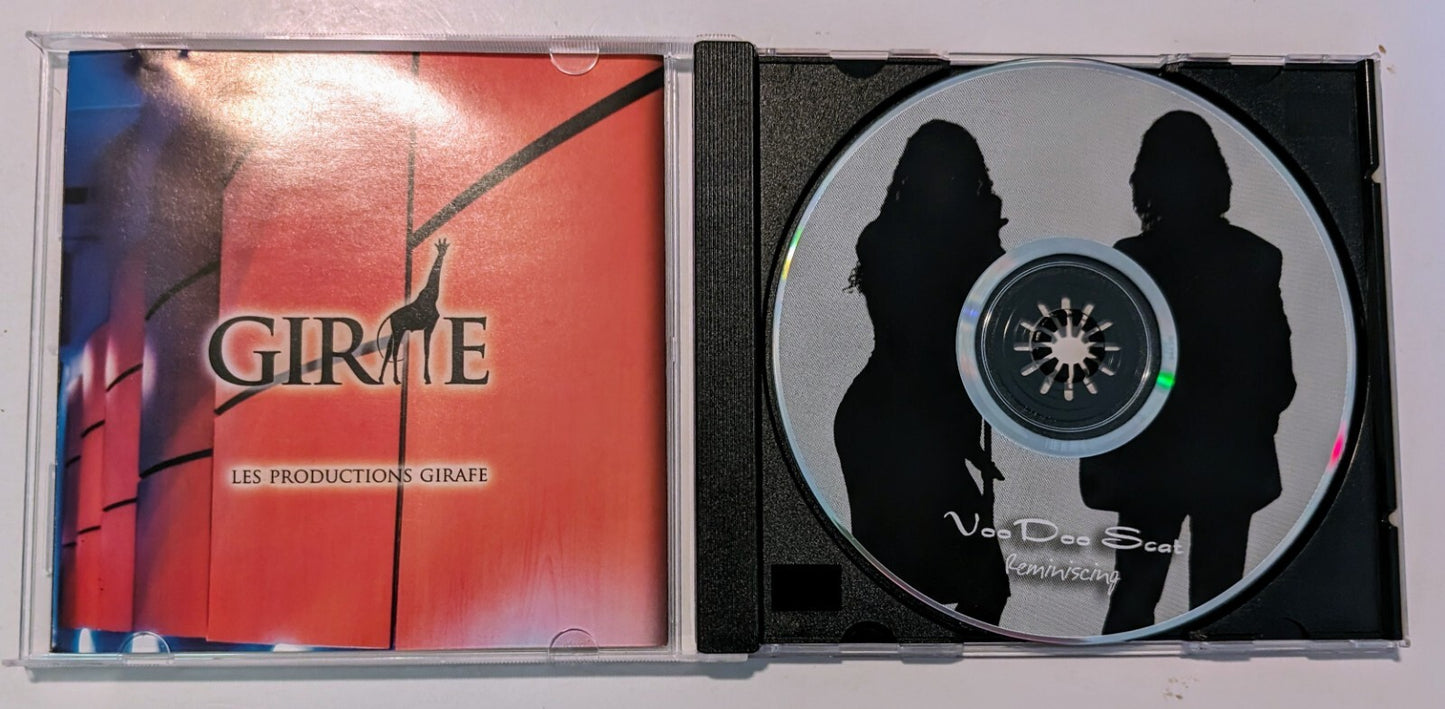 GIRAFE
LES PRODUCTIONS GIRAFE
VooDoo Scat
Reminiscing